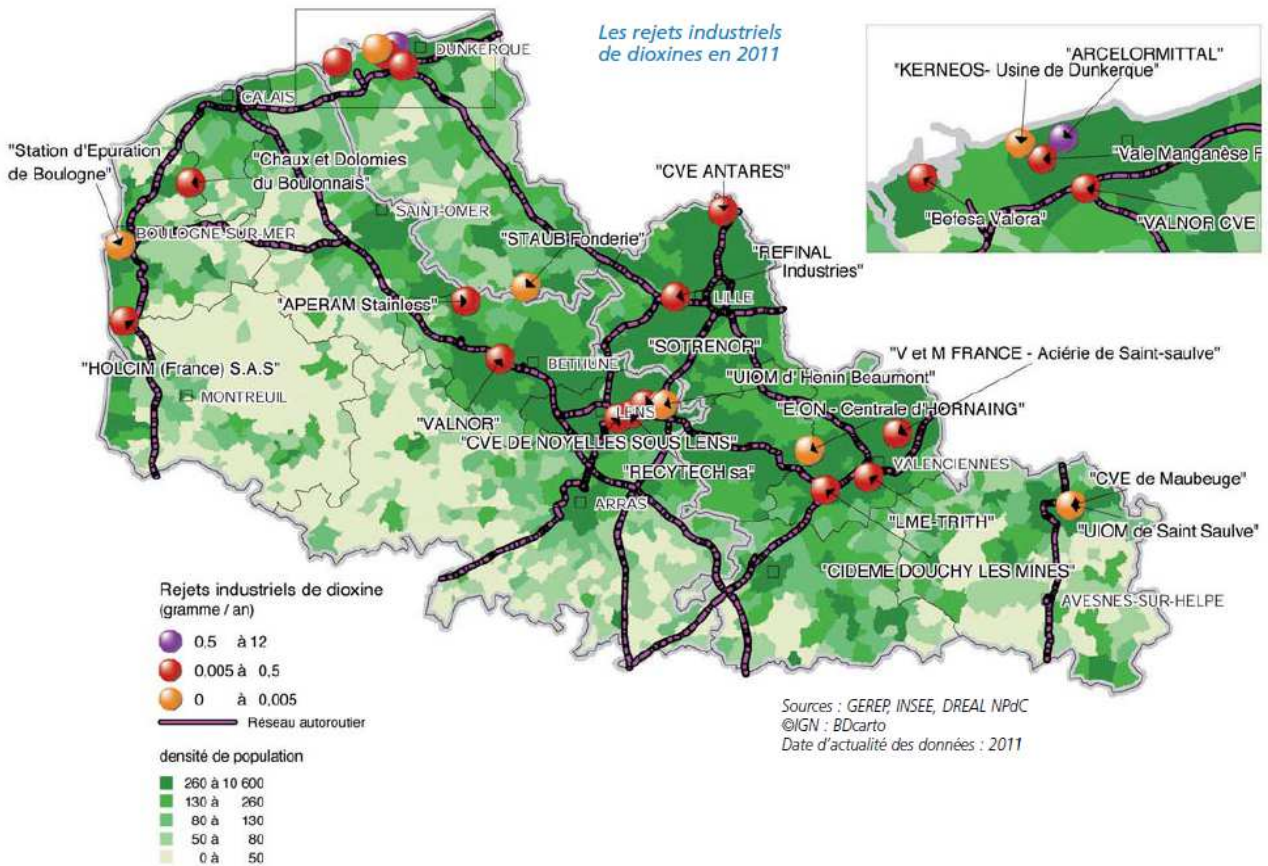 Les rejets industriels
de dioxines en 2011
DUNKERQUE
CALAIS
"ARCELORMITTAL"
"KERNEOS- Usine de Dunkerque"
"Vale Manganèse F
"Befesa Valera"
"VALNOR CVE
"Station d'Epuration
de Boulogne"
"Chaux et Dolomies
du Boulonnais"
"CVE ANTARES"
SAINT-OMER
BOULOGNE-SUR-MER
"STAUB Fonderie"
"REFINAL
Industries"
"APERAM Stainless"
LILLE
"SOTRENOR"
"V et M FRANCE - Aciérie de Saint-saulve"
"HOLCIM (France) S.A.S"
BETHUNE
"UIOM d' Henin Beaumont"
MONTREUIL
"VALNOR"
LENS
"E.ON - Centrale d'HORNAING"
"CVE DE NOYELLES SOUS LENS"
"RECYTECH sa"
VALENCIENNES
"CVE de Maubeuge"
ARRAS
"LME-TRITH"
"UIOM de Saint Saulve"
"CIDEME DOUCHY LES MINES"
AVESNES-SUR-HELPE
Rejets industriels de dioxine
(gramme / an)
0.5 à 12
0.005 à 0.5
0 à 0,005
Réseau autoroutier
densité de population
260 à 10 600
130 à 260
80 à 130
50 à 80
0 à 50
Sources : GEREP, INSEE, DREAL NPdC
©IGN : BDcarto
Date d'actualité des données : 2011